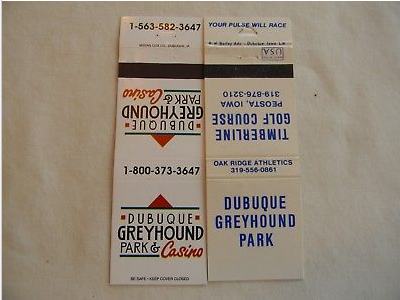 1-563-582-3647
DUBUQUE
GREYHOUND
PARK & Casino
1-800-373-3647
DUBUQUE
GREYHOUND
PARK & Casino
BE SAFE - KEEP COVER CLOSED
YOUR PULSE WILL RACE
USA
TIMBERLINE
GOLF COURSE
PEOSTA, IOWA
319-876-3210
OAK RIDGE ATHLETICS
319-556-0861
DUBUQUE
GREYHOUND
PARK